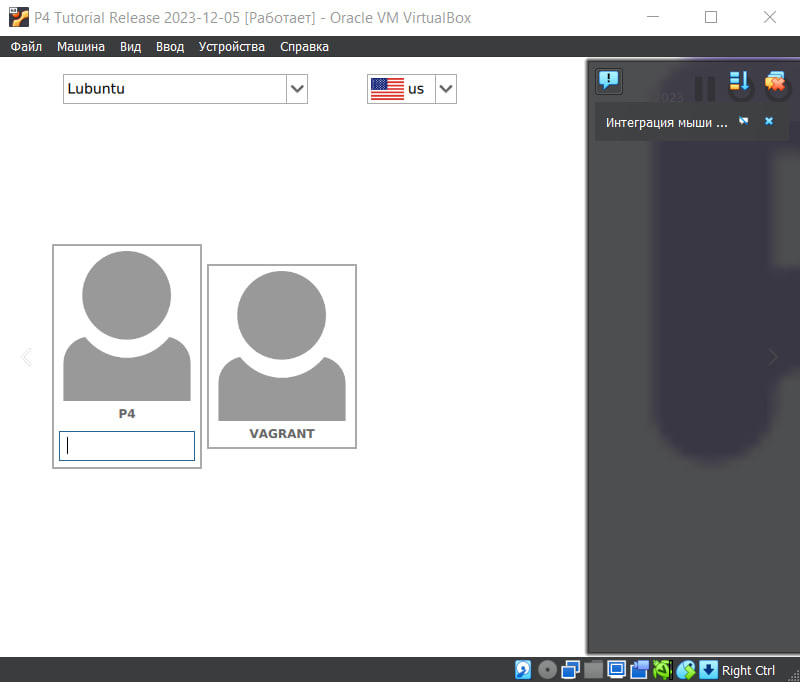 P4 Tutorial Release 2023-12-05 [Работает] - Oracle VM VirtualBox
Файл Машина Вид Ввод Устройства Справка
Lubuntu us
2023
Интеграция мыши ...
P4
VAGRANT
Right Ctrl